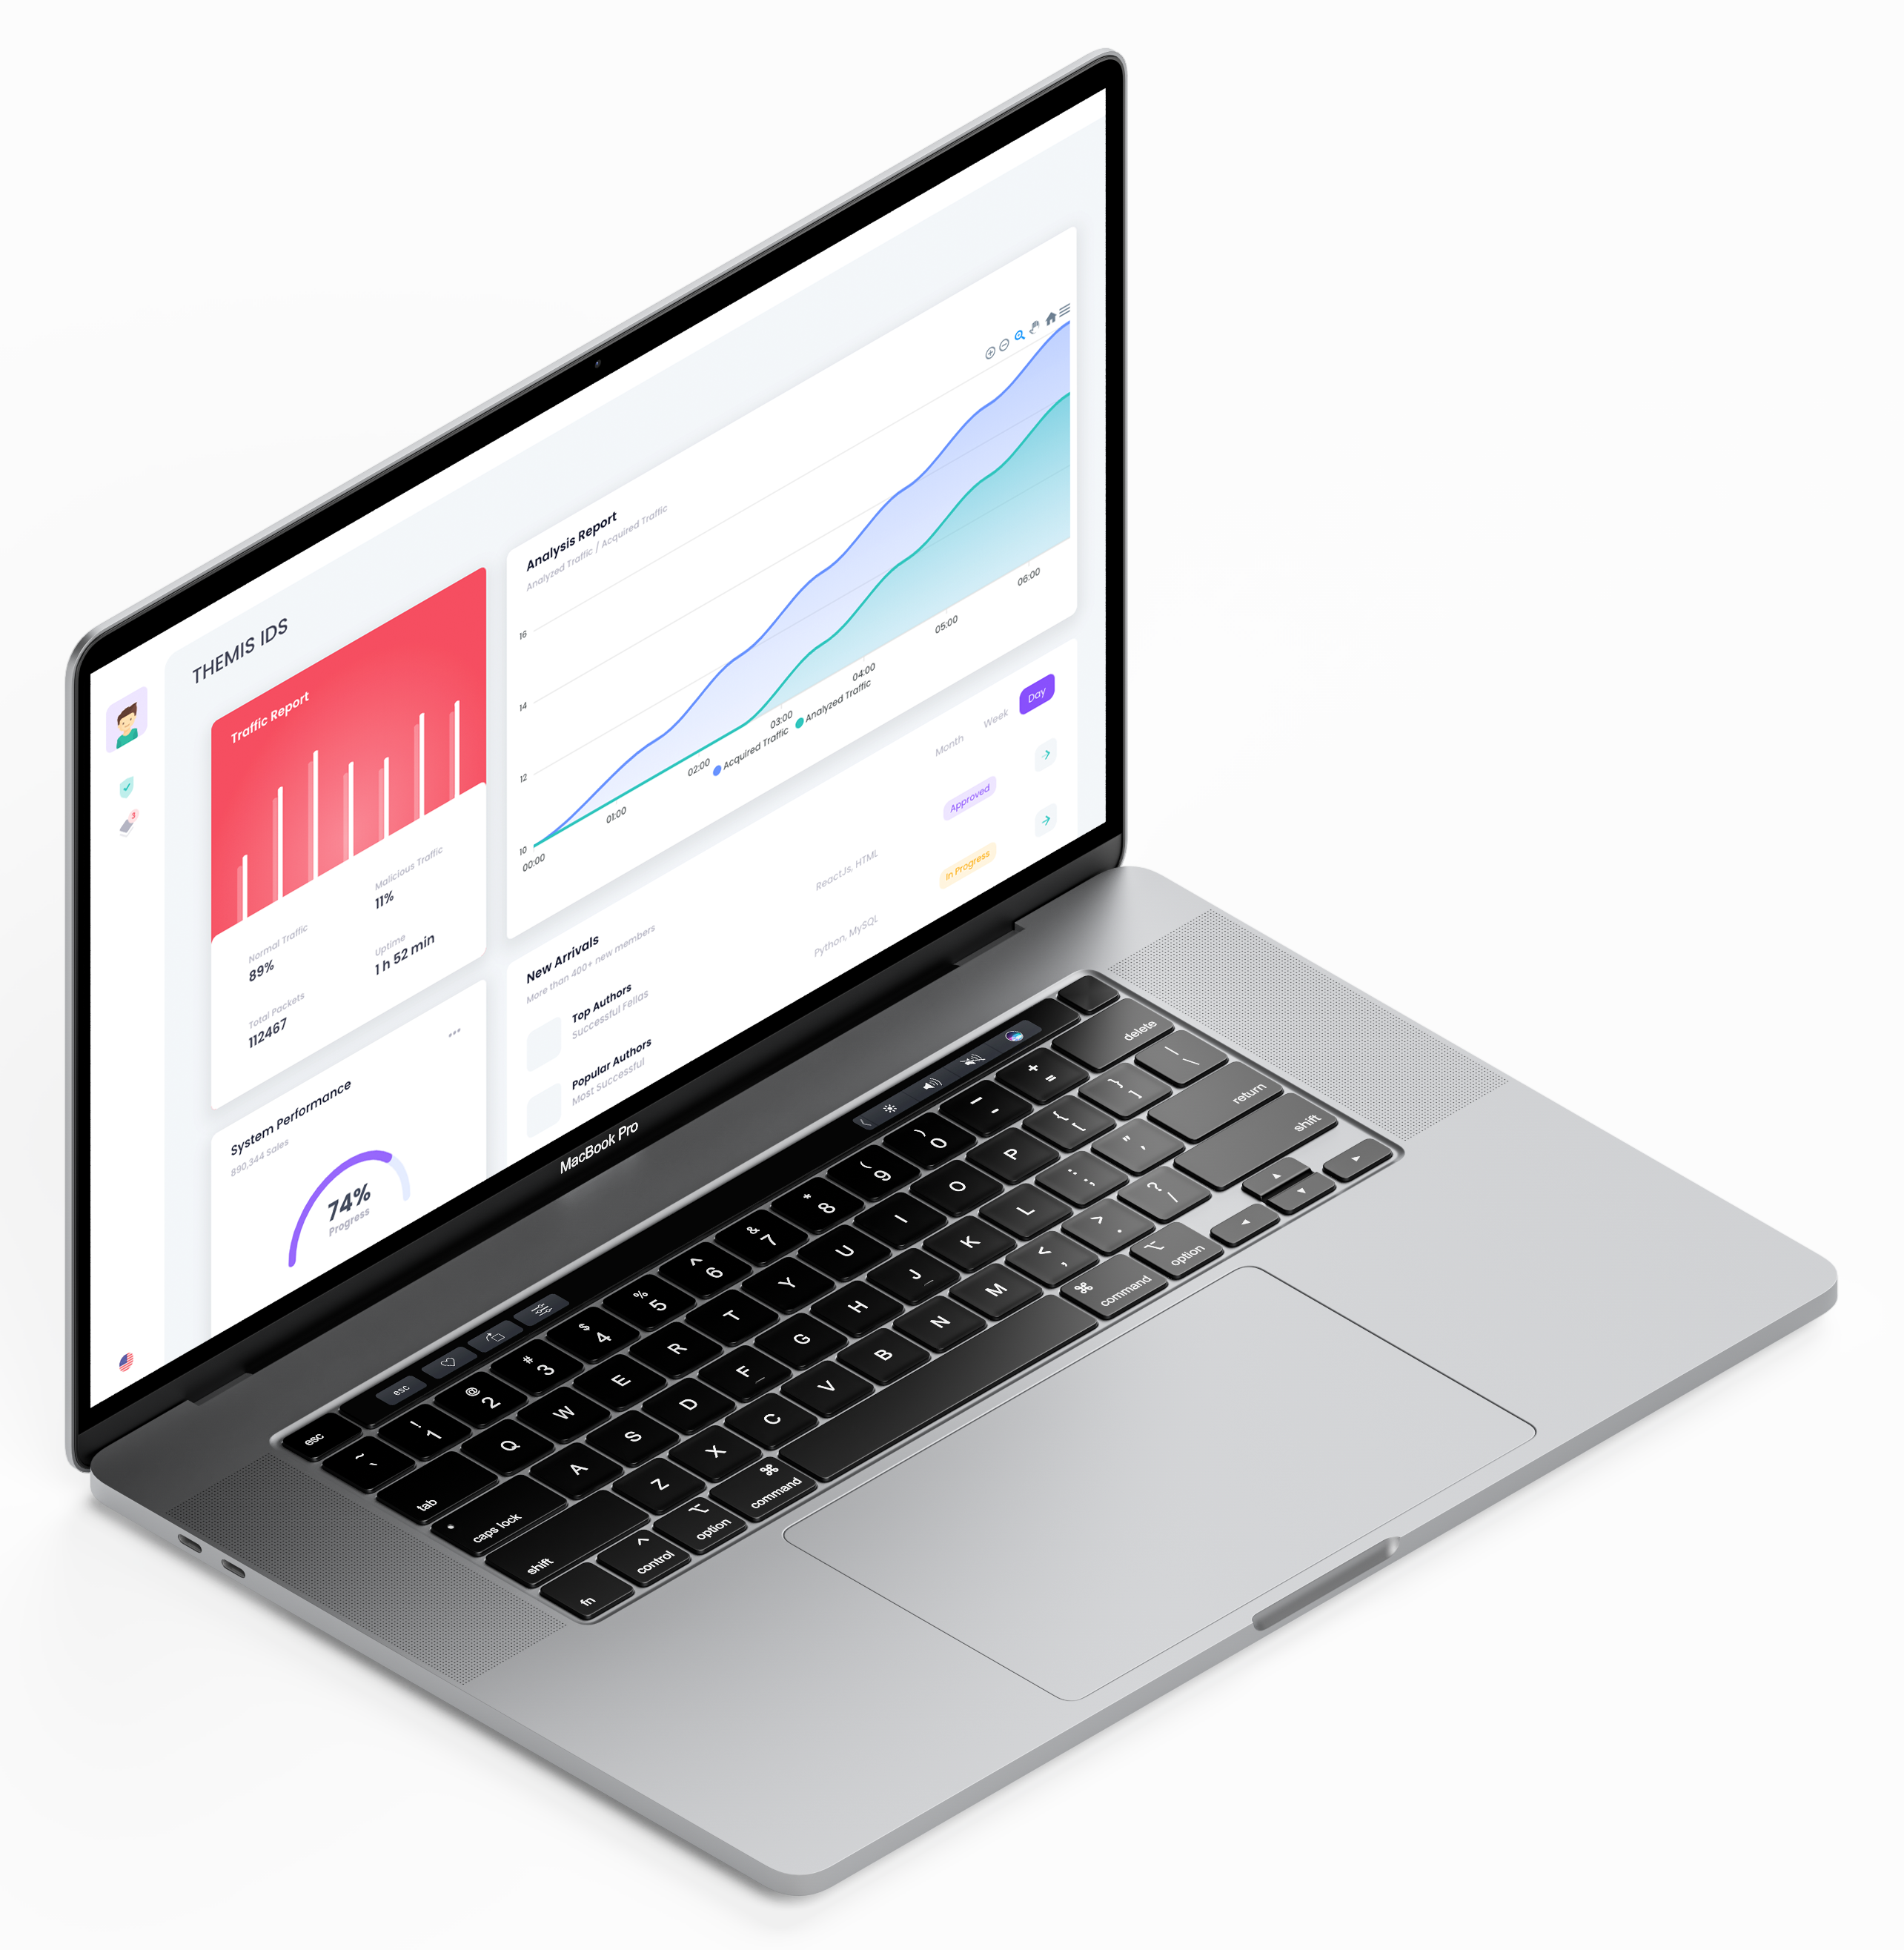 THEMIS IDS
Traffic Report
Normal Traffic
89%
Malicious Traffic
11%
Total Packets
112467
Uptime
1 h 52 min
System Performance
890,344 Sales
74%
Progress
Analysis Report
Analyzed Traffic / Acquired Traffic
16
14
12
10
00:00
01:00
02:00
03:00
04:00
05:00
06:00
Acquired Traffic
Analyzed Traffic
New Arrivals
More than 400+ new members
Month
Week
Day
Top Authors
Successful Fellas
ReactJs, HTML
Approved
Popular Authors
Most Successful
Python, MySQL
In Progress
MacBook Pro
esc
esc
~ `
! 1
@ 2
# 3
$ 4
% 5
^ 6
& 7
* 8
( 9
) 0
_ -
+ =
delete
tab
Q
W
E
R
T
Y
U
I
O
P
{ [
} ]
| \
caps lock
A
S
D
F
G
H
J
K
L
: ;
" '
return
shift
Z
X
C
V
B
N
M
< ,
> .
? /
shift
fn
^
control
⌥
option
⌘
command
⌘
command
⌥
option